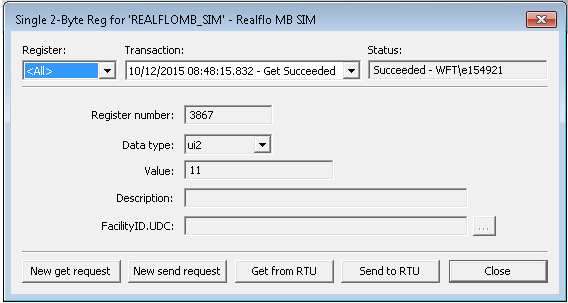 Single 2-Byte Reg for 'REALFLOMB_SIM' - Realflo MB SIM
Register: Transaction: Status:
<All> 10/12/2015 08:48:15.832 - Get Succeeded Succeeded - WFT\e154921
Register number: 3867
Data type: ui2
Value: 11
Description:
FacilityID.UDC: ...
New get request New send request Get from RTU Send to RTU Close